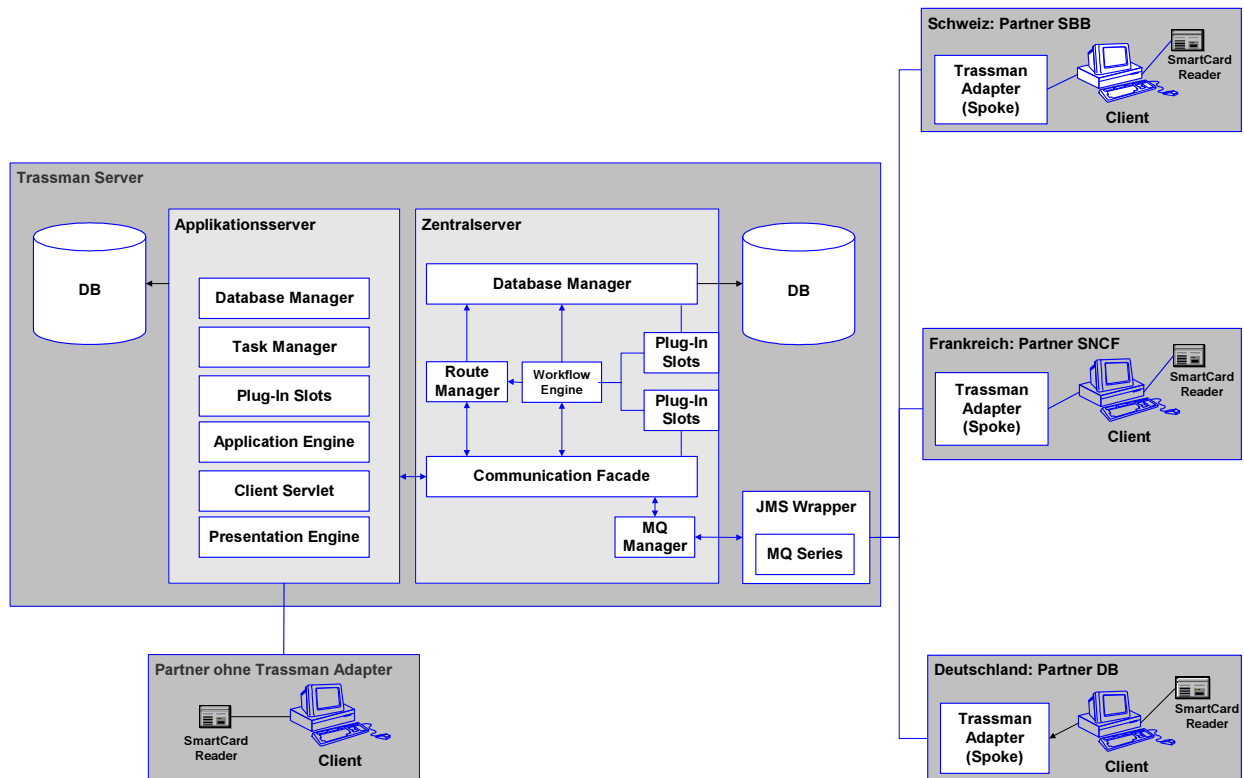 Schweiz: Partner SBB
Trassman
Adapter
(Spoke)
Client
SmartCard
Reader
Trassman Server
DB
Applikationsserver
Database Manager
Task Manager
Plug-In Slots
Application Engine
Client Servlet
Presentation Engine
Zentralserver
Database Manager
Plug-In
Slots
Route
Manager
Workflow
Engine
Plug-In
Slots
Communication Facade
MQ
Manager
DB
JMS Wrapper
MQ Series
Frankreich: Partner SNCF
Trassman
Adapter
(Spoke)
Client
SmartCard
Reader
Partner ohne Trassman Adapter
SmartCard
Reader
Client
Deutschland: Partner DB
Trassman
Adapter
(Spoke)
Client
SmartCard
Reader